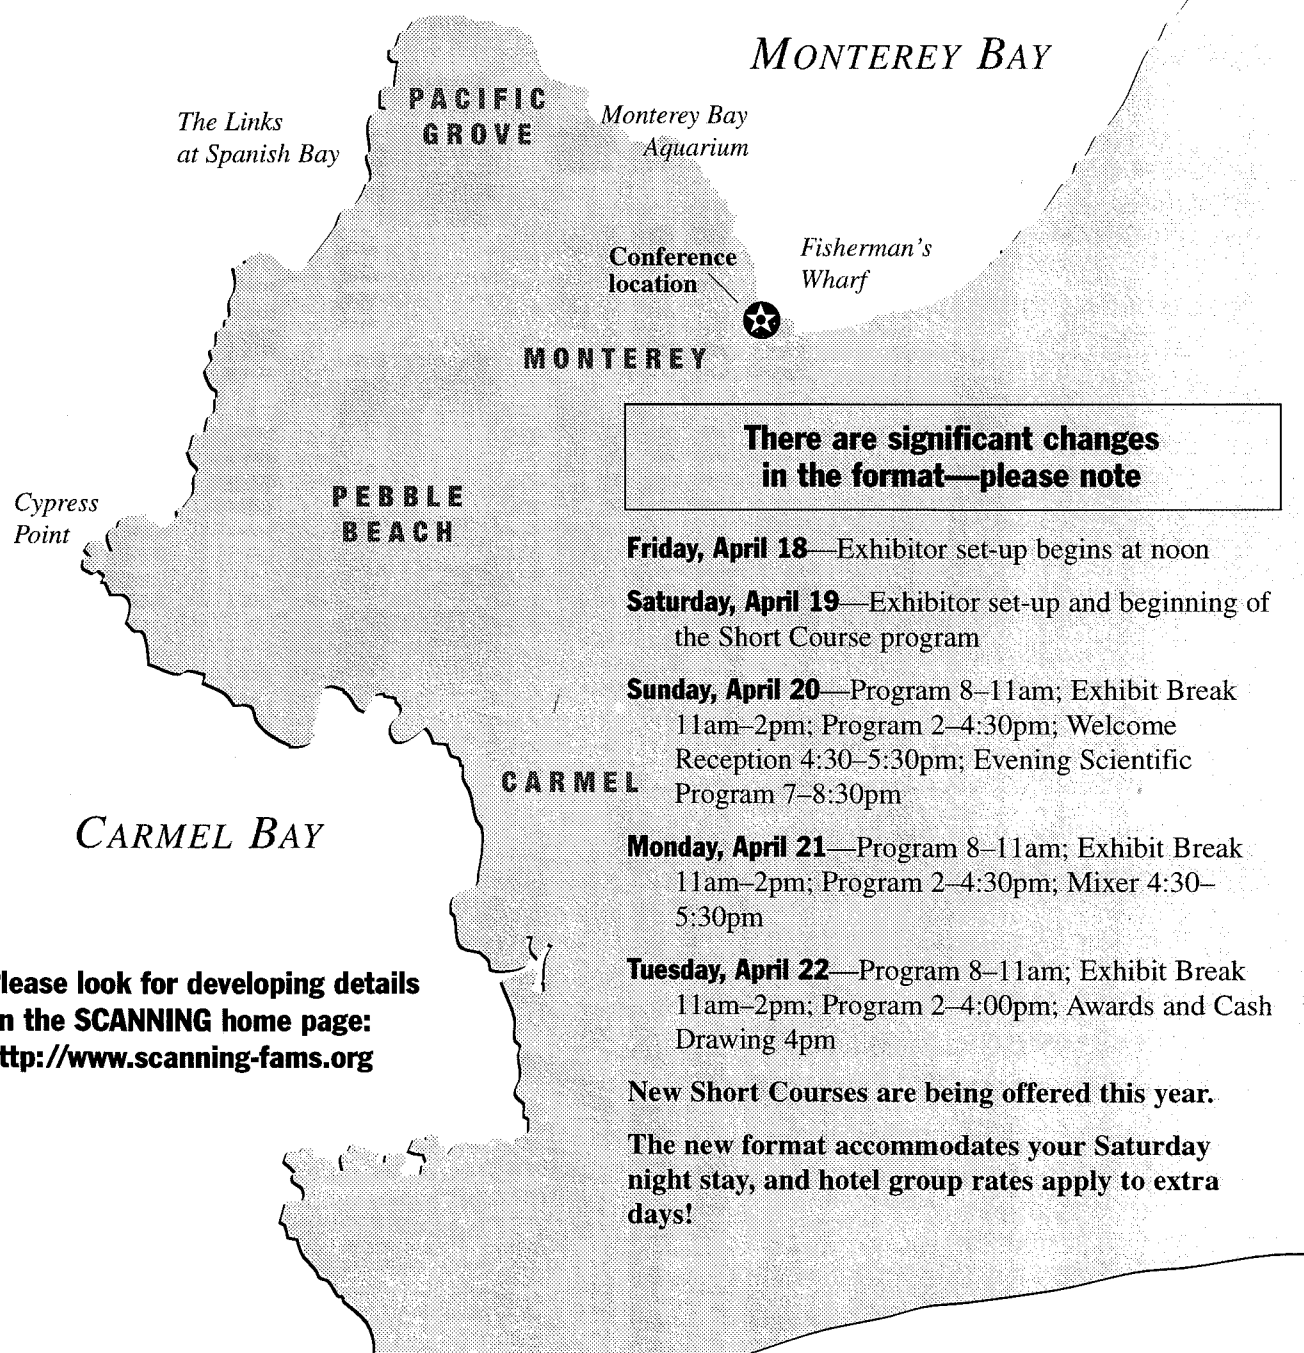 MONTEREY BAY
PACIFIC
GROVE
The Links
at Spanish Bay
Monterey Bay
Aquarium
Conference
location
Fisherman's
Wharf
MONTEREY
There are significant changes
in the format—please note
Cypress
Point
PEBBLE
BEACH
Friday, April 18—Exhibitor set-up begins at noon
Saturday, April 19—Exhibitor set-up and beginning of
the Short Course program
Sunday, April 20—Program 8–11am; Exhibit Break
11am–2pm; Program 2–4:30pm; Welcome
Reception 4:30–5:30pm; Evening Scientific
Program 7–8:30pm
CARMEL
CARMEL BAY
Monday, April 21—Program 8–11am; Exhibit Break
11am–2pm; Program 2–4:30pm; Mixer 4:30–
5:30pm
Tuesday, April 22—Program 8–11am; Exhibit Break
11am–2pm; Program 2–4:00pm; Awards and Cash
Drawing 4pm
New Short Courses are being offered this year.
The new format accommodates your Saturday
night stay, and hotel group rates apply to extra
days!
lease look for developing details
n the SCANNING home page:
ttp://www.scanning-fams.org